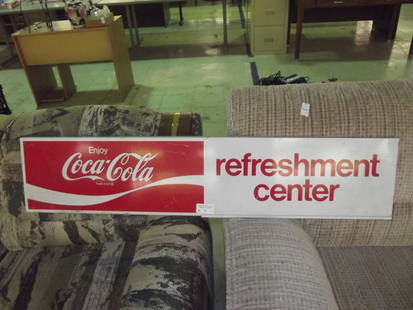 Enjoy
Coca-Cola
refreshment
center